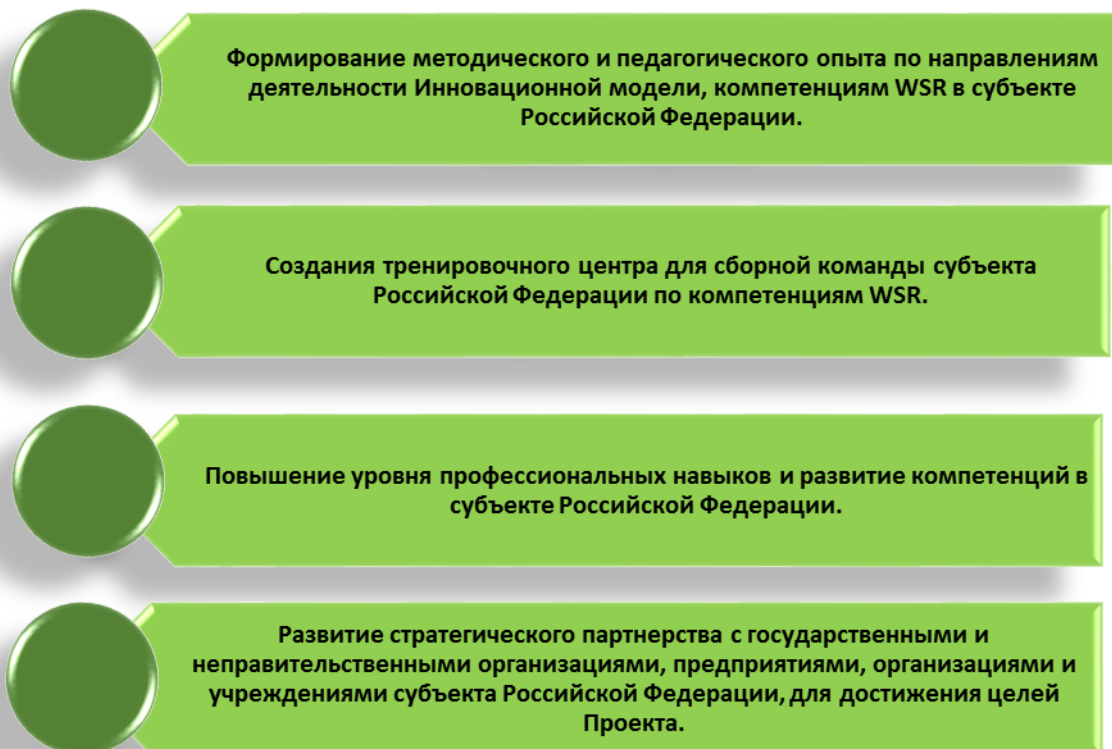 Формирование методического и педагогического опыта по направлениям
деятельности Инновационной модели, компетенциям WSR в субъекте
Российской Федерации.
Создания тренировочного центра для сборной команды субъекта
Российской Федерации по компетенциям WSR.
Повышение уровня профессиональных навыков и развитие компетенций в
субъекте Российской Федерации.
Развитие стратегического партнерства с государственными и
неправительственными организациями, предприятиями, организациями и
учреждениями субъекта Российской Федерации, для достижения целей
Проекта.